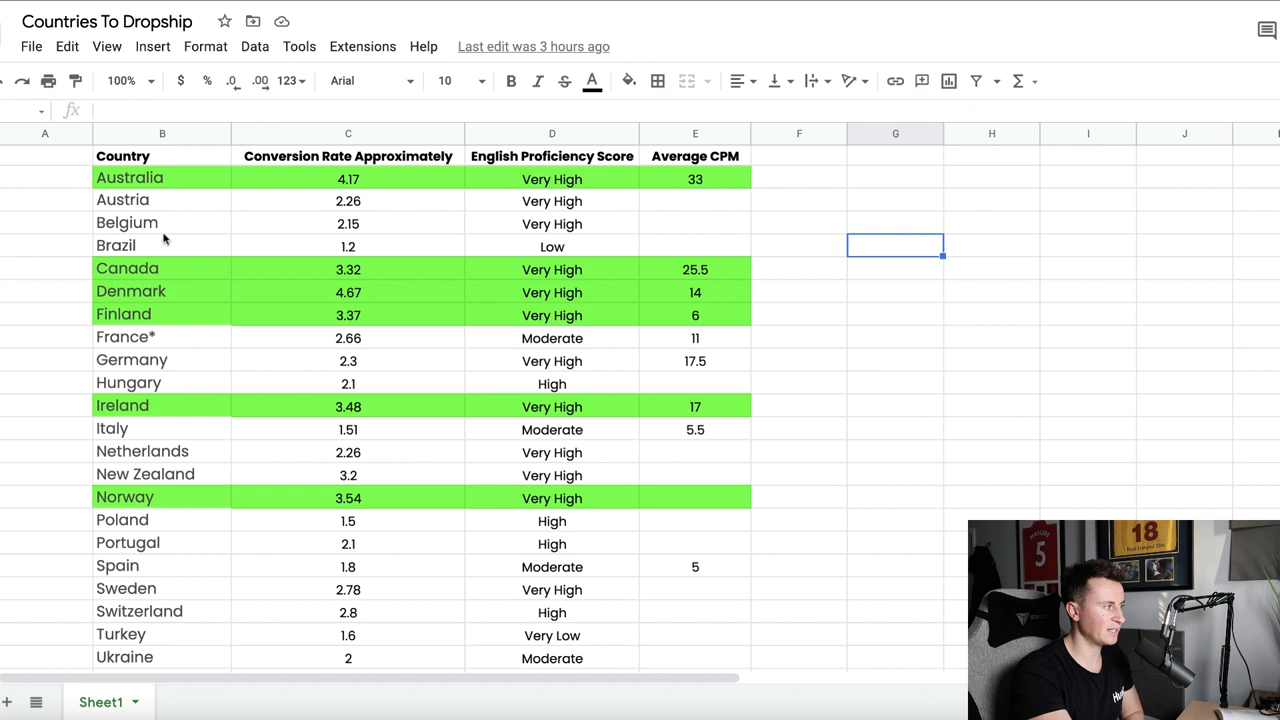 Countries To Dropship
File Edit View Insert Format Data Tools Extensions Help Last edit was 3 hours ago
100% $ % .0 .00 123 Arial 10 B I S A
fx
A B C D E F G H I J
Country Conversion Rate Approximately English Proficiency Score Average CPM
Australia 4.17 Very High 33
Austria 2.26 Very High
Belgium 2.15 Very High
Brazil 1.2 Low
Canada 3.32 Very High 25.5
Denmark 4.67 Very High 14
Finland 3.37 Very High 6
France* 2.66 Moderate 11
Germany 2.3 Very High 17.5
Hungary 2.1 High
Ireland 3.48 Very High 17
Italy 1.51 Moderate 5.5
Netherlands 2.26 Very High
New Zealand 3.2 Very High
Norway 3.54 Very High
Poland 1.5 High
Portugal 2.1 High
Spain 1.8 Moderate 5
Sweden 2.78 Very High
Switzerland 2.8 High
Turkey 1.6 Very Low
Ukraine 2 Moderate
Sheet1
5
18